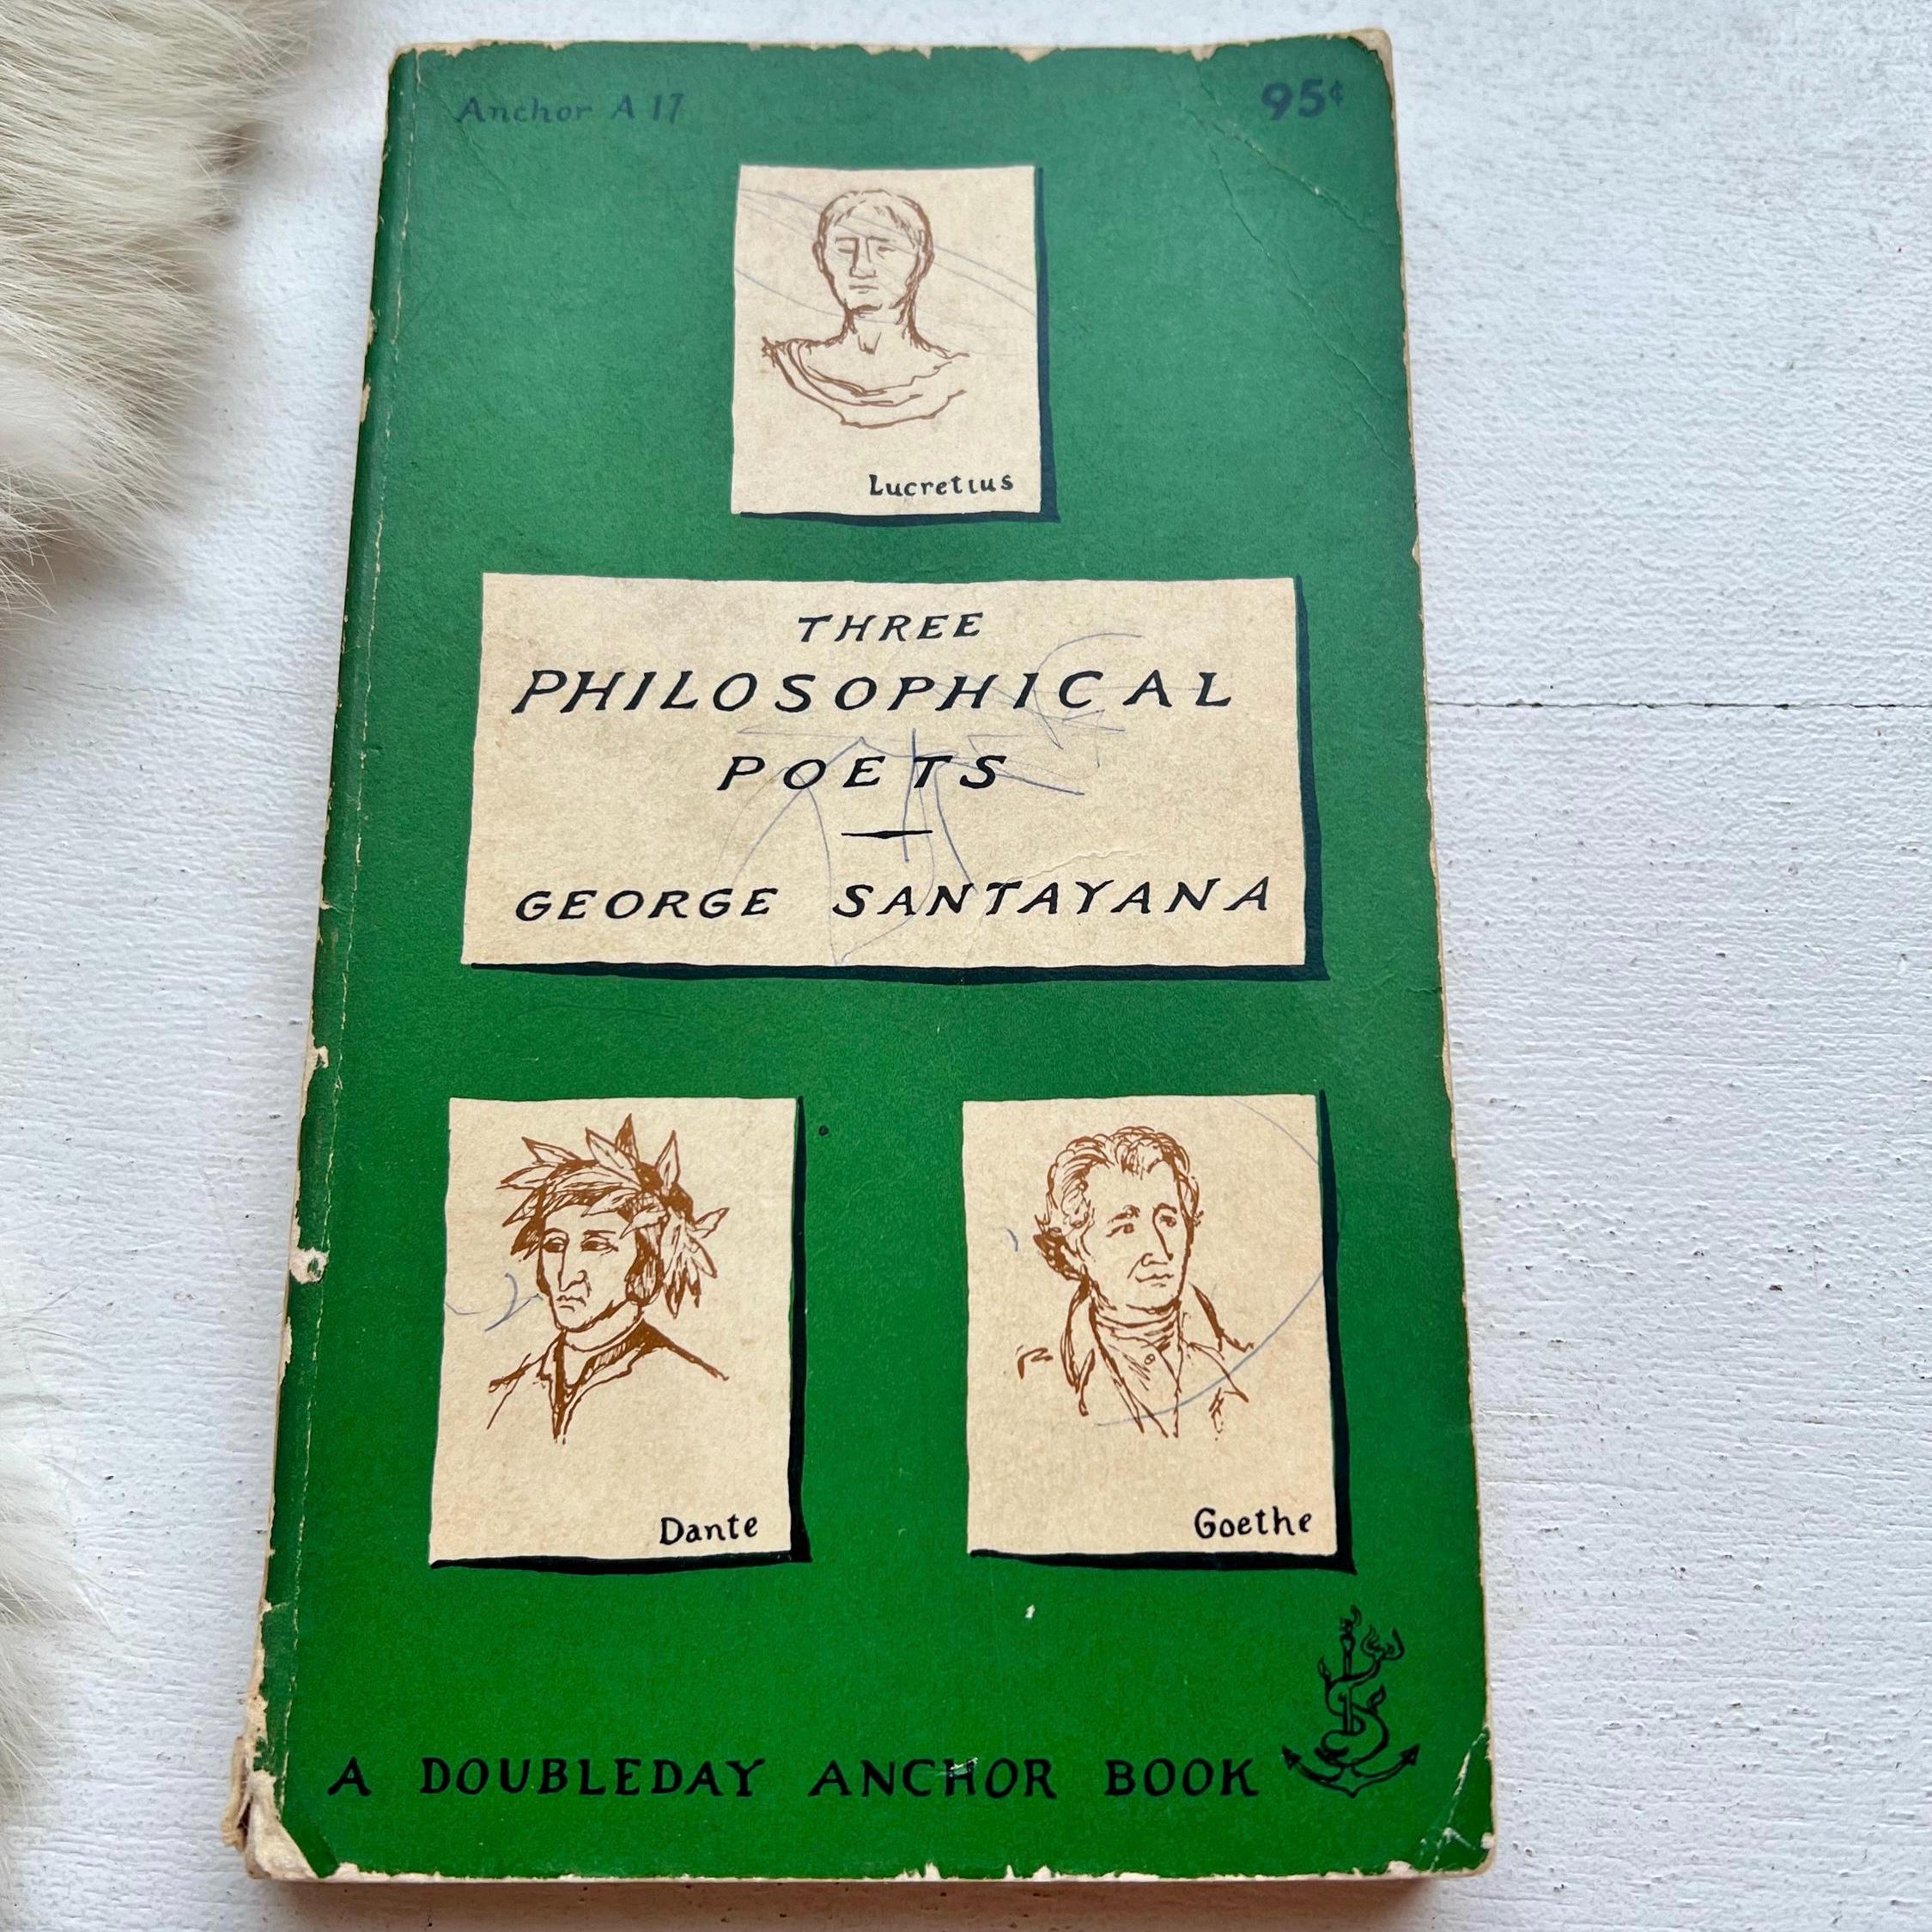 Anchor A 17
95¢
Lucretius
THREE
PHILOSOPHICAL
POETS
GEORGE SANTAYANA
Dante
Goethe
A DOUBLEDAY ANCHOR BOOK